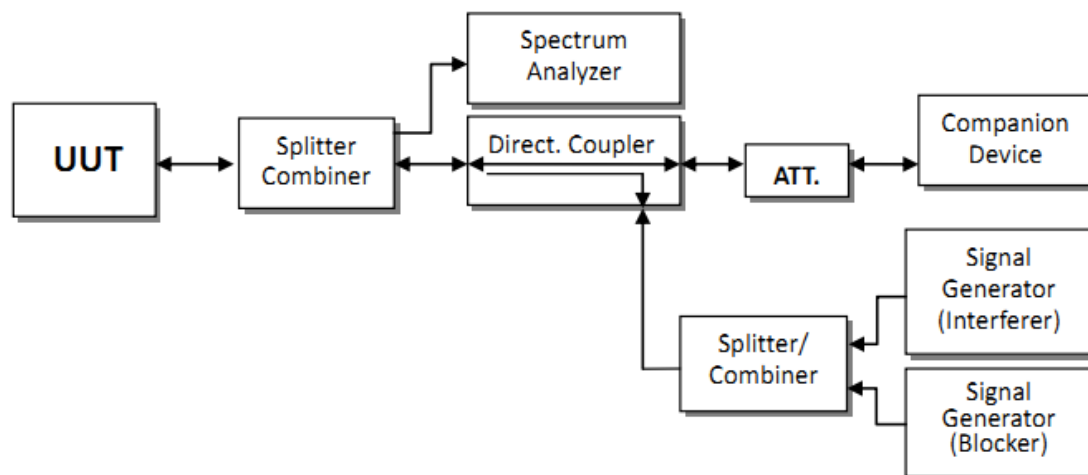 Spectrum
Analyzer
UUT
Splitter
Combiner
Direct. Coupler
ATT.
Companion
Device
Signal
Generator
(Interferer)
Splitter/
Combiner
Signal
Generator
(Blocker)